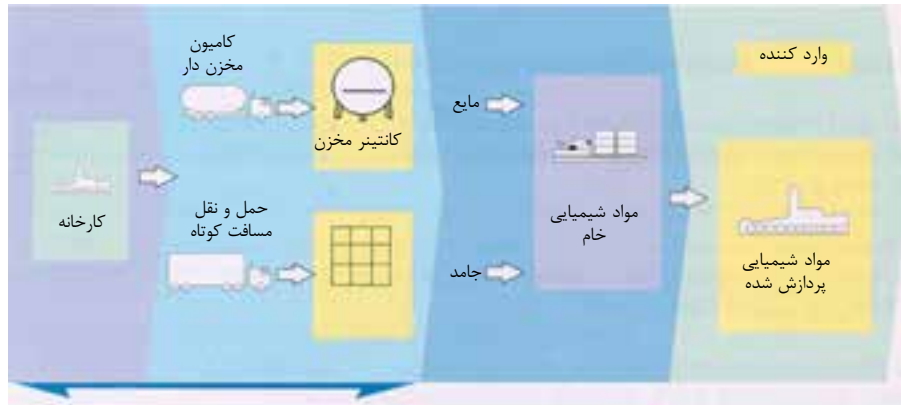 وارد کننده
مواد شیمیایی
پردازش شده
مواد شیمیایی
خام
مایع
جامد
کامیون
مخزن دار
کانتینر مخزن
حمل و نقل
مسافت کوتاه
کارخانه